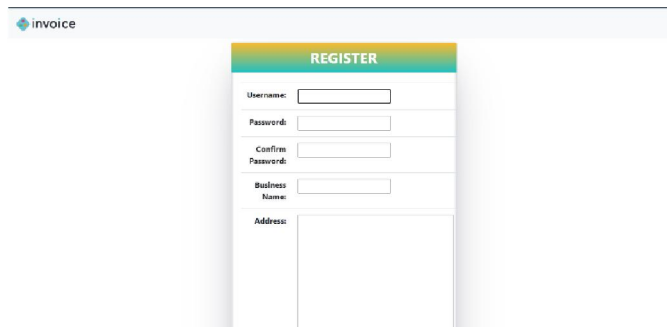 invoice
REGISTER
Username:
Password:
Confirm
Password:
Business
Name:
Address: